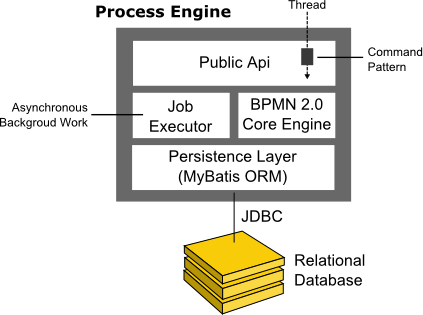 Process Engine
Thread
Public Api
Command
Pattern
Asynchronous
Backgroud Work
Job
Executor
BPMN 2.0
Core Engine
Persistence Layer
(MyBatis ORM)
JDBC
Relational
Database